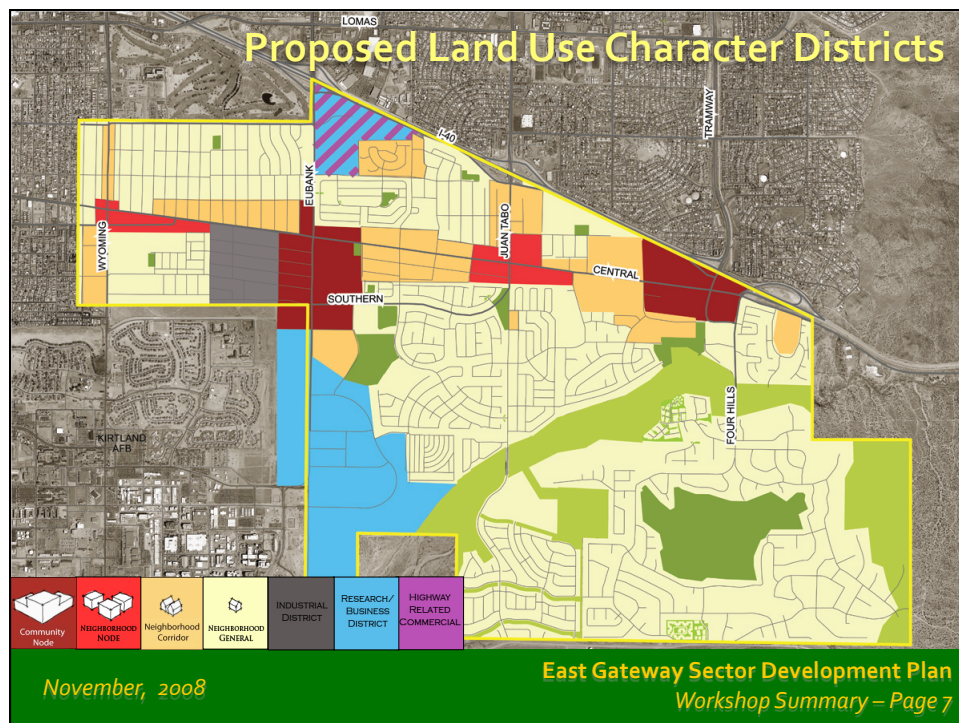 LOMAS
Proposed Land Use Character Districts
TRAMWAY
I-40
EUBANK
JUAN TABO
WYOMING
CENTRAL
SOUTHERN
FOUR HILLS
KIRTLAND
AFB
Community
Node
NEIGHBORHOOD
NODE
Neighborhood
Corridor
NEIGHBORHOOD
GENERAL
INDUSTRIAL
DISTRICT
RESEARCH/
BUSINESS
DISTRICT
HIGHWAY
RELATED
COMMERCIAL
November, 2008
East Gateway Sector Development Plan
Workshop Summary – Page 7